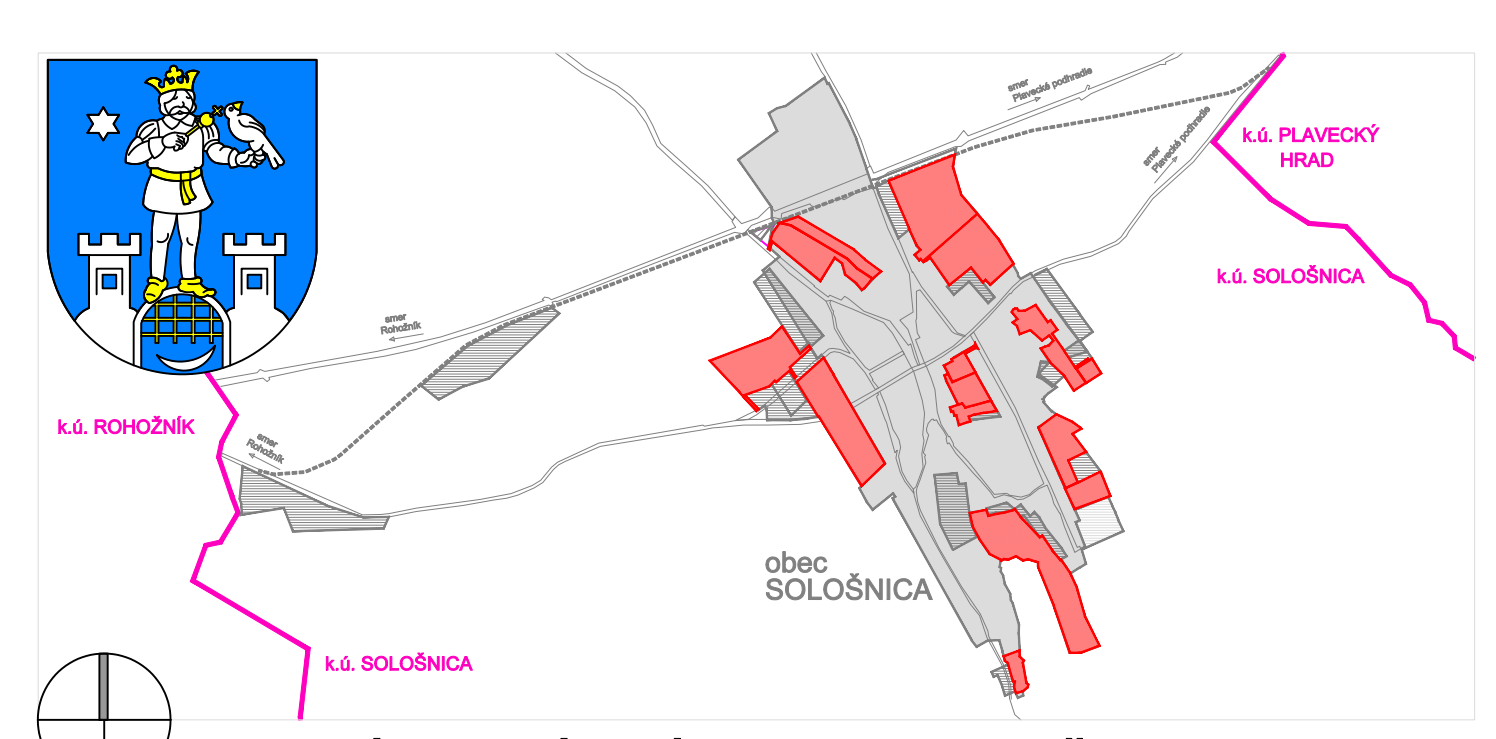 smer
Plavecké podhradie
smer
Plavecké podhradie
k.ú. PLAVECKÝ
HRAD
k.ú. SOLOŠNICA
smer
Rohožník
k.ú. ROHOŽNÍK
smer
Rohožník
obec
SOLOŠNICA
k.ú. SOLOŠNICA